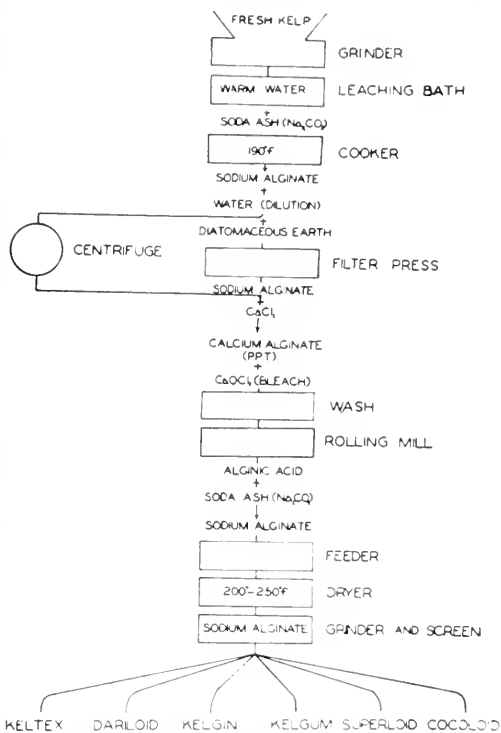 FRESH KELP
GRINDER
WARM WATER LEACHING BATH
+
SODA ASH (Na₂CO₃)
190°F COOKER
SODIUM ALGINATE
+
WATER (DILUTION)
+
DIATOMACEOUS EARTH
CENTRIFUGE
FILTER PRESS
SODIUM ALGINATE
+
CaCl₂
CALCIUM ALGINATE
(PPT)
+
CaOCl₂ (BLEACH)
WASH
ROLLING MILL
ALGINIC ACID
+
SODA ASH (Na₂CO₃)
SODIUM ALGINATE
FEEDER
200°-250°F DRYER
SODIUM ALGINATE GRINDER AND SCREEN
KELTEX DARILOID KELGIN KELGUM SUPERLOID COCOLOID